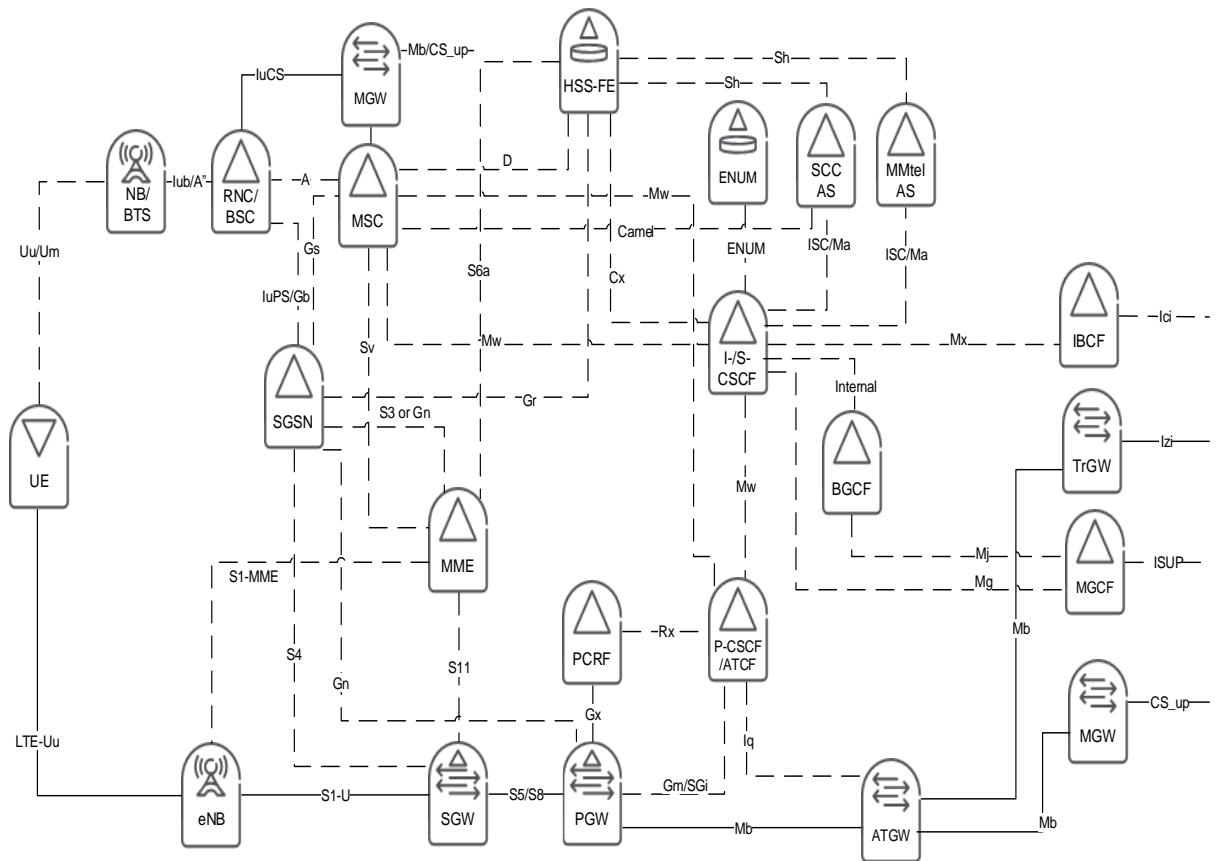 Mb/CS_up
Sh
HSS-FE
IuCS
Sh
MGW
D
NB/
BTS
Iub/A”
RNC/
BSC
A
MSC
Mw
ENUM
SCC
AS
MMtel
AS
Uu/Um
Gs
Camel
ENUM
ISC/Ma
ISC/Ma
S6a
Cx
IuPS/Gb
Sv
Mw
I-/S-
CSCF
Mx
IBCF
Ici
Internal
Gr
S3 or Gn
SGSN
UE
TrGW
Izi
BGCF
Mw
MME
S1-MME
Mj
Mg
MGCF
ISUP
PCRF
Rx
P-CSCF
/ATCF
Mb
S4
S11
Gn
Gx
CS_up
MGW
LTE-Uu
Iq
Gm/SGi
eNB
S1-U
SGW
S5/S8
PGW
Mb
ATGW
Mb